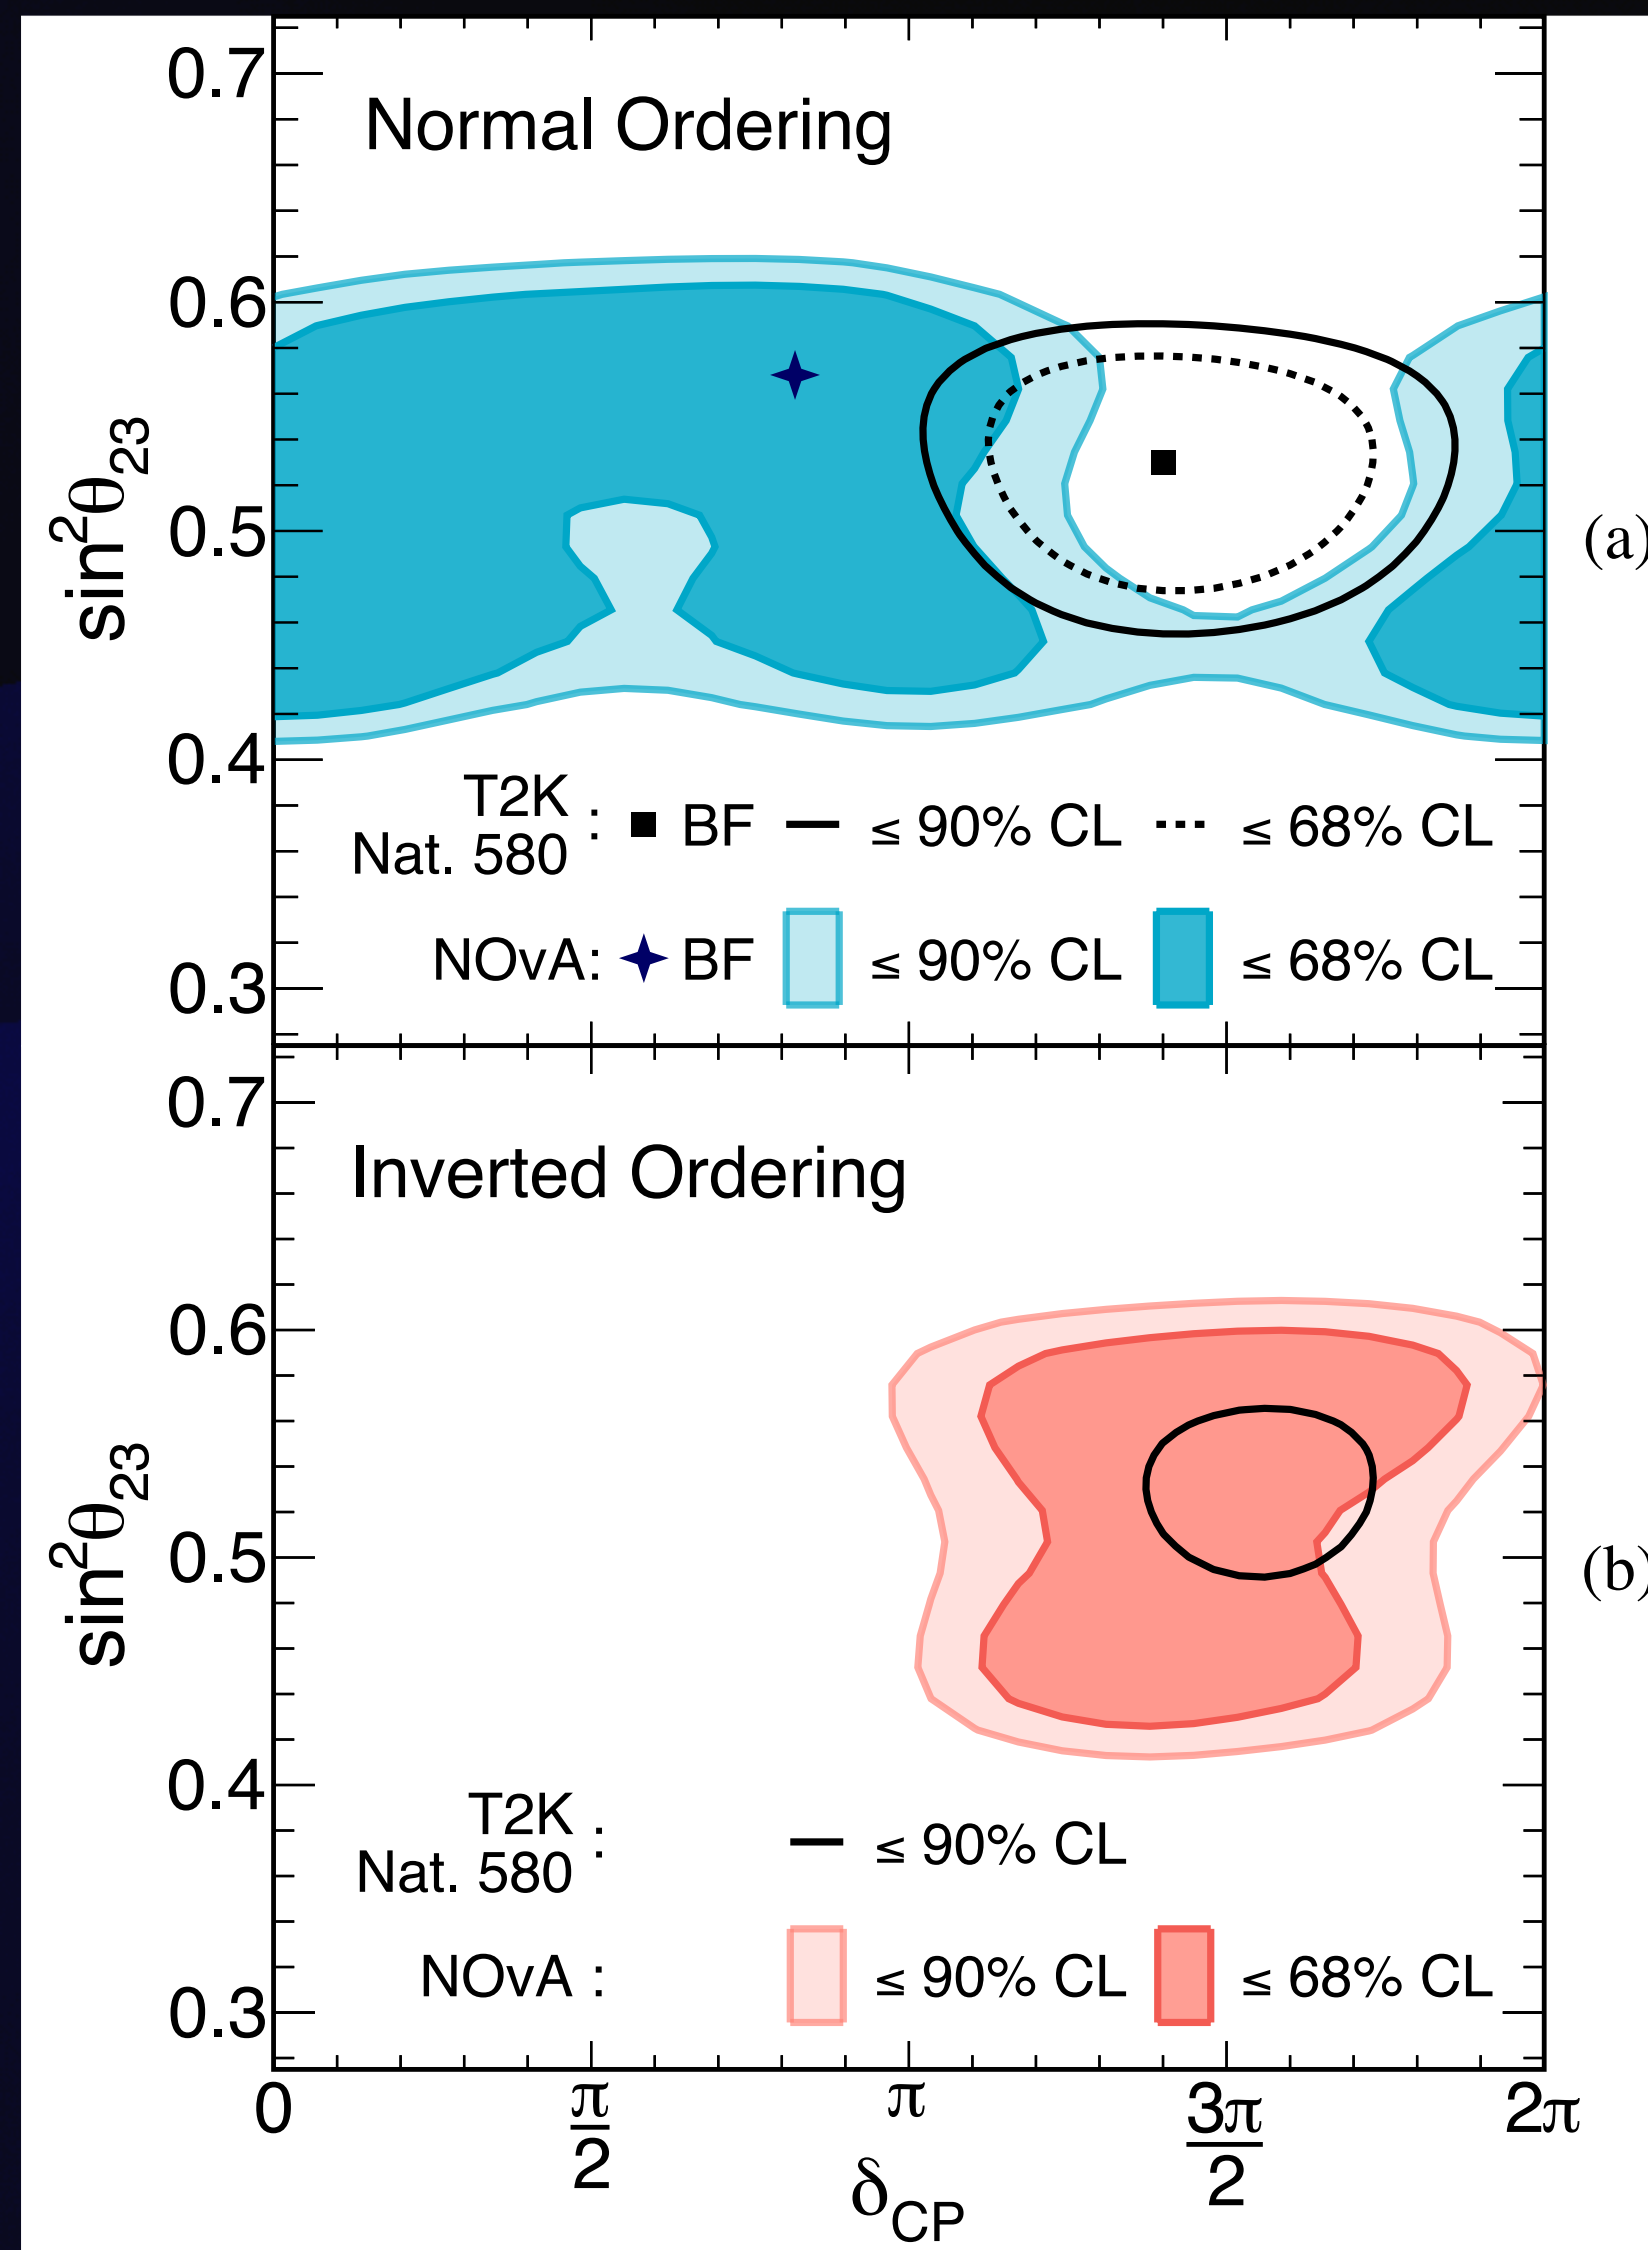 0.7
Normal Ordering
0.6
sin²θ₂₃
0.5
(a)
0.4
T2K
Nat. 580 : BF ≤ 90% CL ≤ 68% CL
NOvA: BF ≤ 90% CL ≤ 68% CL
0.3
0.7
Inverted Ordering
0.6
sin²θ₂₃
0.5
(b)
0.4
T2K
Nat. 580 : ≤ 90% CL
NOvA : ≤ 90% CL ≤ 68% CL
0.3
0 π/2 π 3π/2 2π
δCP